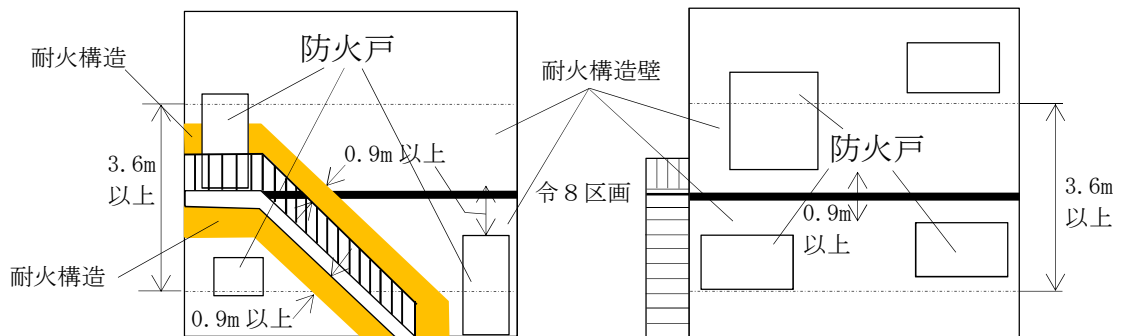 防火戸
耐火構造
耐火構造壁
0.9m 以上
3.6m
以上
令８区画
耐火構造
0.9m 以上
防火戸
0.9m
以上
3.6m
以上